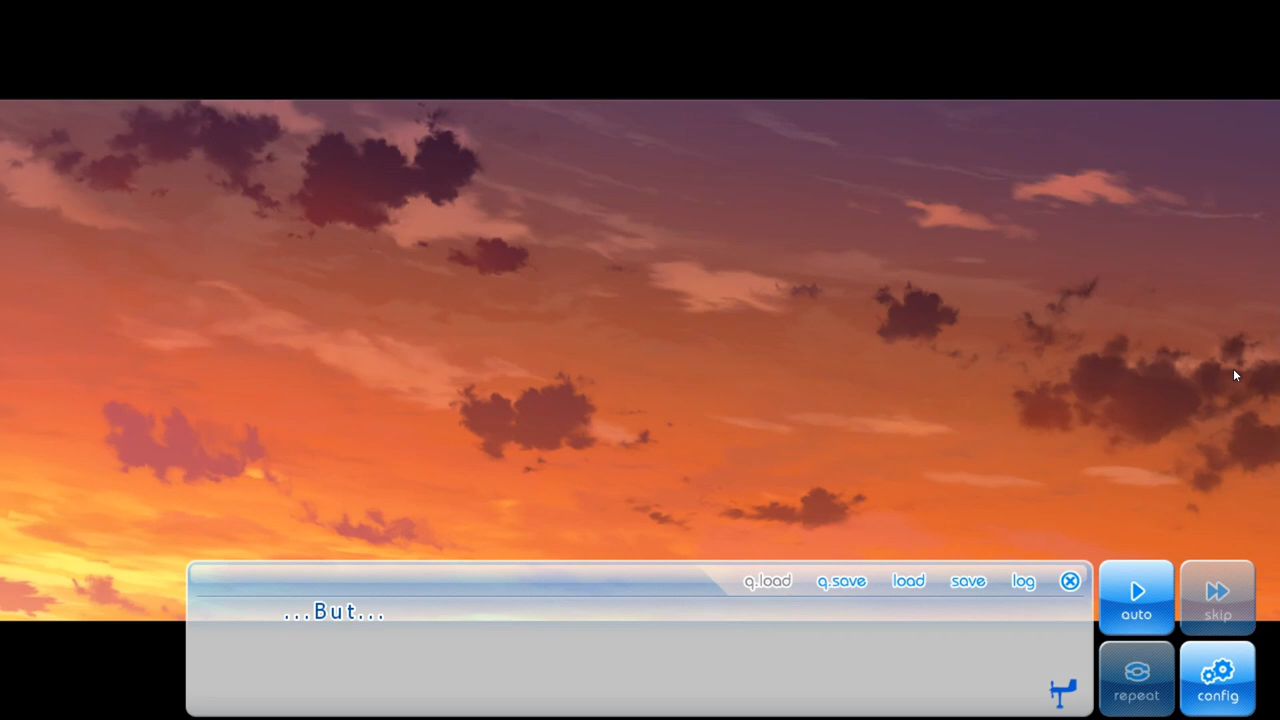 q.load q.save load save log
...But...
auto
skip
repeat
config